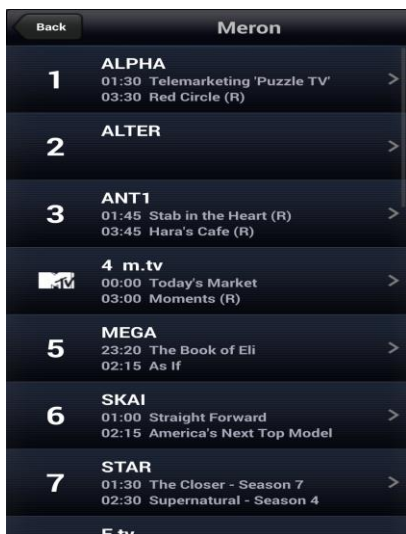 Back
Meron
1
ALPHA
01:30 Telemarketing 'Puzzle TV'
03:30 Red Circle (R)
2
ALTER
3
ANT1
01:45 Stab in the Heart (R)
03:45 Hara's Cafe (R)
MTV
4 m.tv
00:00 Today's Market
03:00 Moments (R)
5
MEGA
23:20 The Book of Eli
02:15 As If
6
SKAI
01:00 Straight Forward
02:15 America's Next Top Model
7
STAR
01:30 The Closer - Season 7
02:30 Supernatural - Season 4